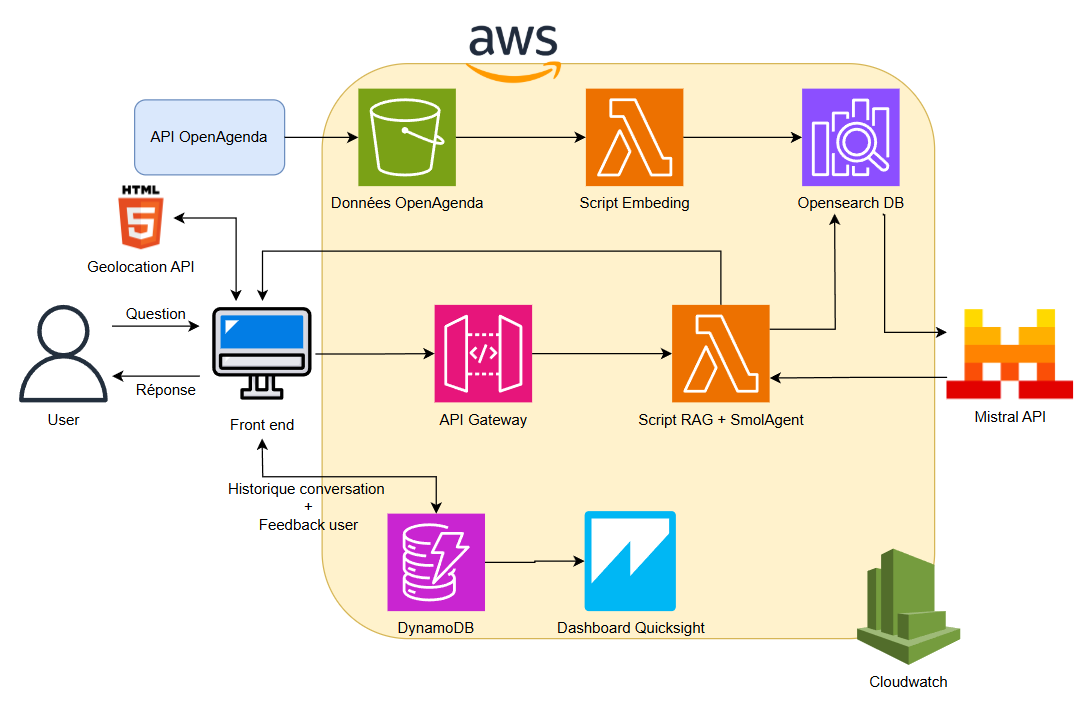 aws
API OpenAgenda
Données OpenAgenda
Script Embeding
Opensearch DB
HTML
5
Geolocation API
Question
Réponse
User
Front end
API Gateway
Script RAG + SmolAgent
Mistral API
Historique conversation
+
Feedback user
DynamoDB
Dashboard Quicksight
Cloudwatch